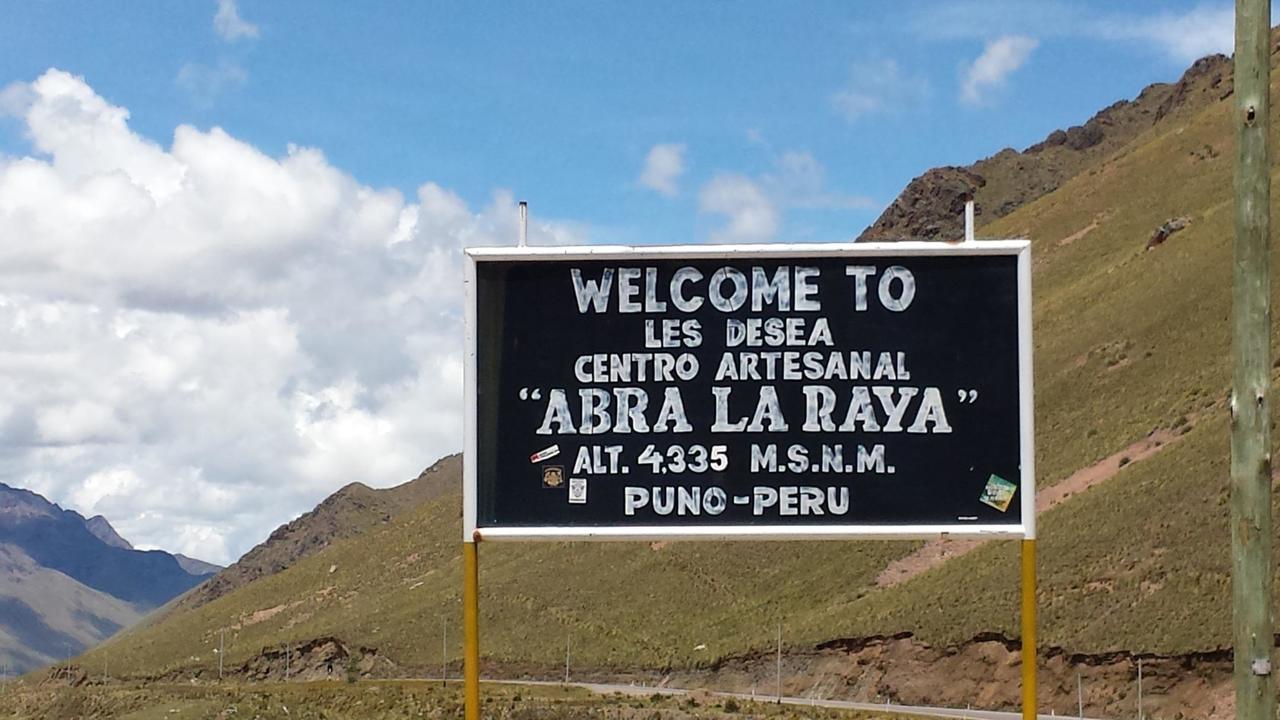 WELCOME TO
LES DESEA
CENTRO ARTESANAL
“ABRA LA RAYA”
ALT. 4.335 M.S.N.M.
PUNO-PERU